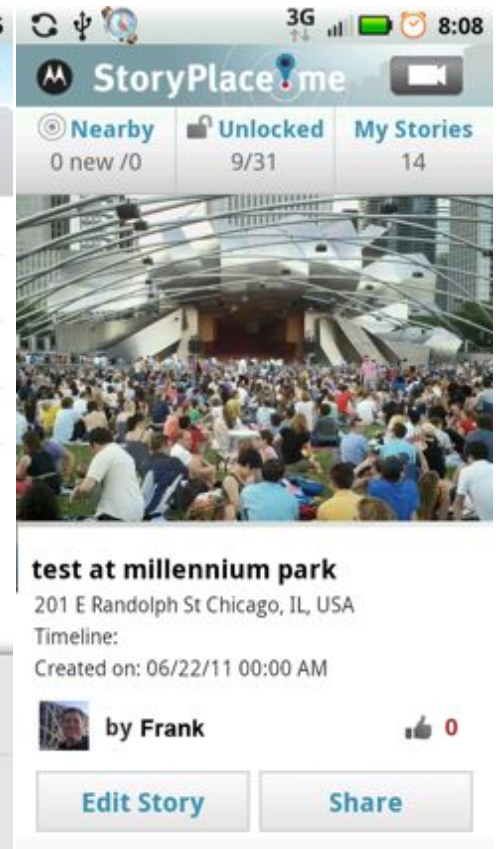 3G 8:08
StoryPlace me
Nearby
0 new /0
Unlocked
9/31
My Stories
14
test at millennium park
201 E Randolph St Chicago, IL, USA
Timeline:
Created on: 06/22/11 00:00 AM
by Frank
0
Edit Story
Share